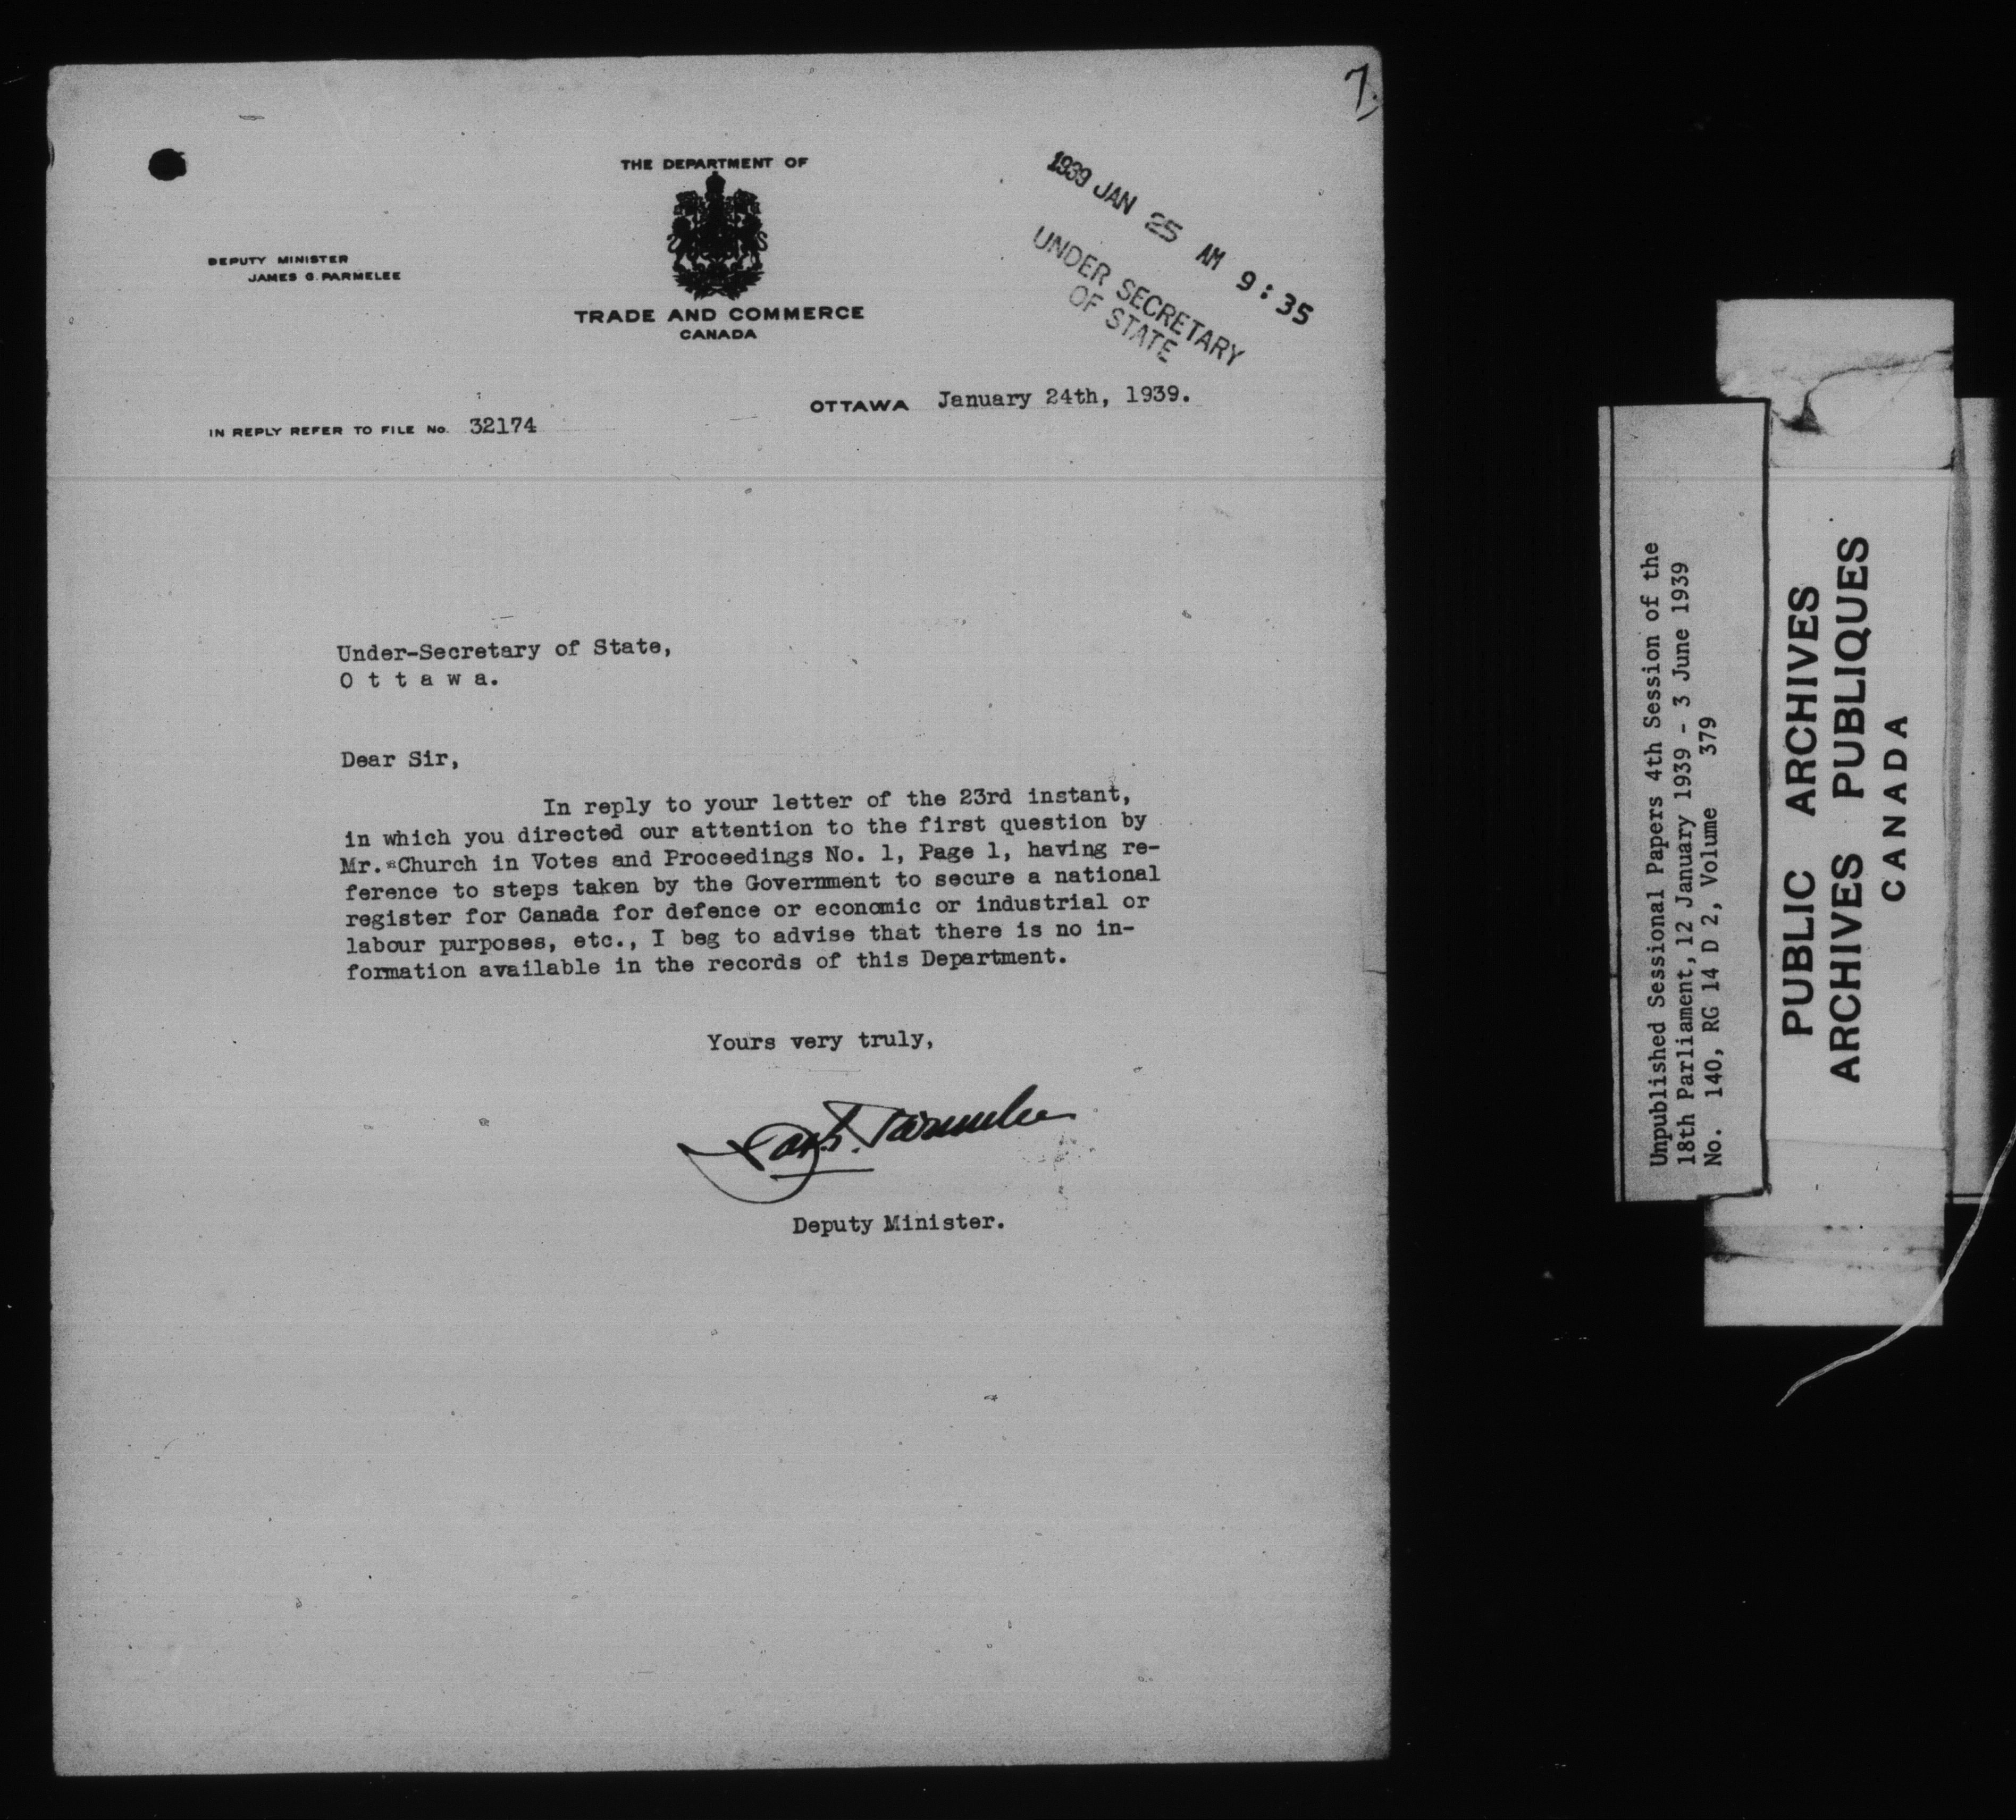 7.
THE DEPARTMENT OF
DEPUTY MINISTER
JAMES G. PARMELEE
TRADE AND COMMERCE
CANADA
1939 JAN 25 AM 9:35
UNDER SECRETARY
OF STATE
OTTAWA January 24th, 1939.
IN REPLY REFER TO FILE No. 32174
Under-Secretary of State,
O t t a w a.
Dear Sir,
In reply to your letter of the 23rd instant,
in which you directed our attention to the first question by
Mr. Church in Votes and Proceedings No. 1, Page 1, having re-
ference to steps taken by the Government to secure a national
register for Canada for defence or economic or industrial or
labour purposes, etc., I beg to advise that there is no in-
formation available in the records of this Department.
Yours very truly,
Parmelee
Deputy Minister.
Unpublished Sessional Papers 4th Session of the
18th Parliament, 12 January 1939 - 3 June 1939
No. 140, RG 14 D 2, Volume 379
PUBLIC ARCHIVES
ARCHIVES PUBLIQUES
CANADA